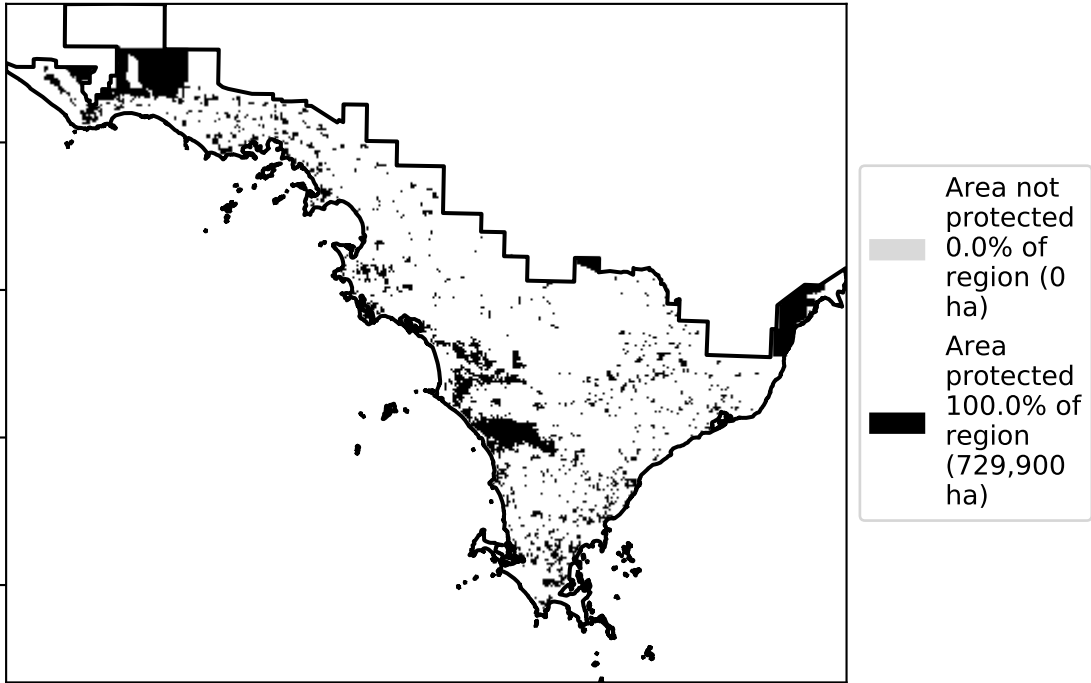 Area not
protected
0.0% of
region (0
ha)
Area
protected
100.0% of
region
(729,900
ha)